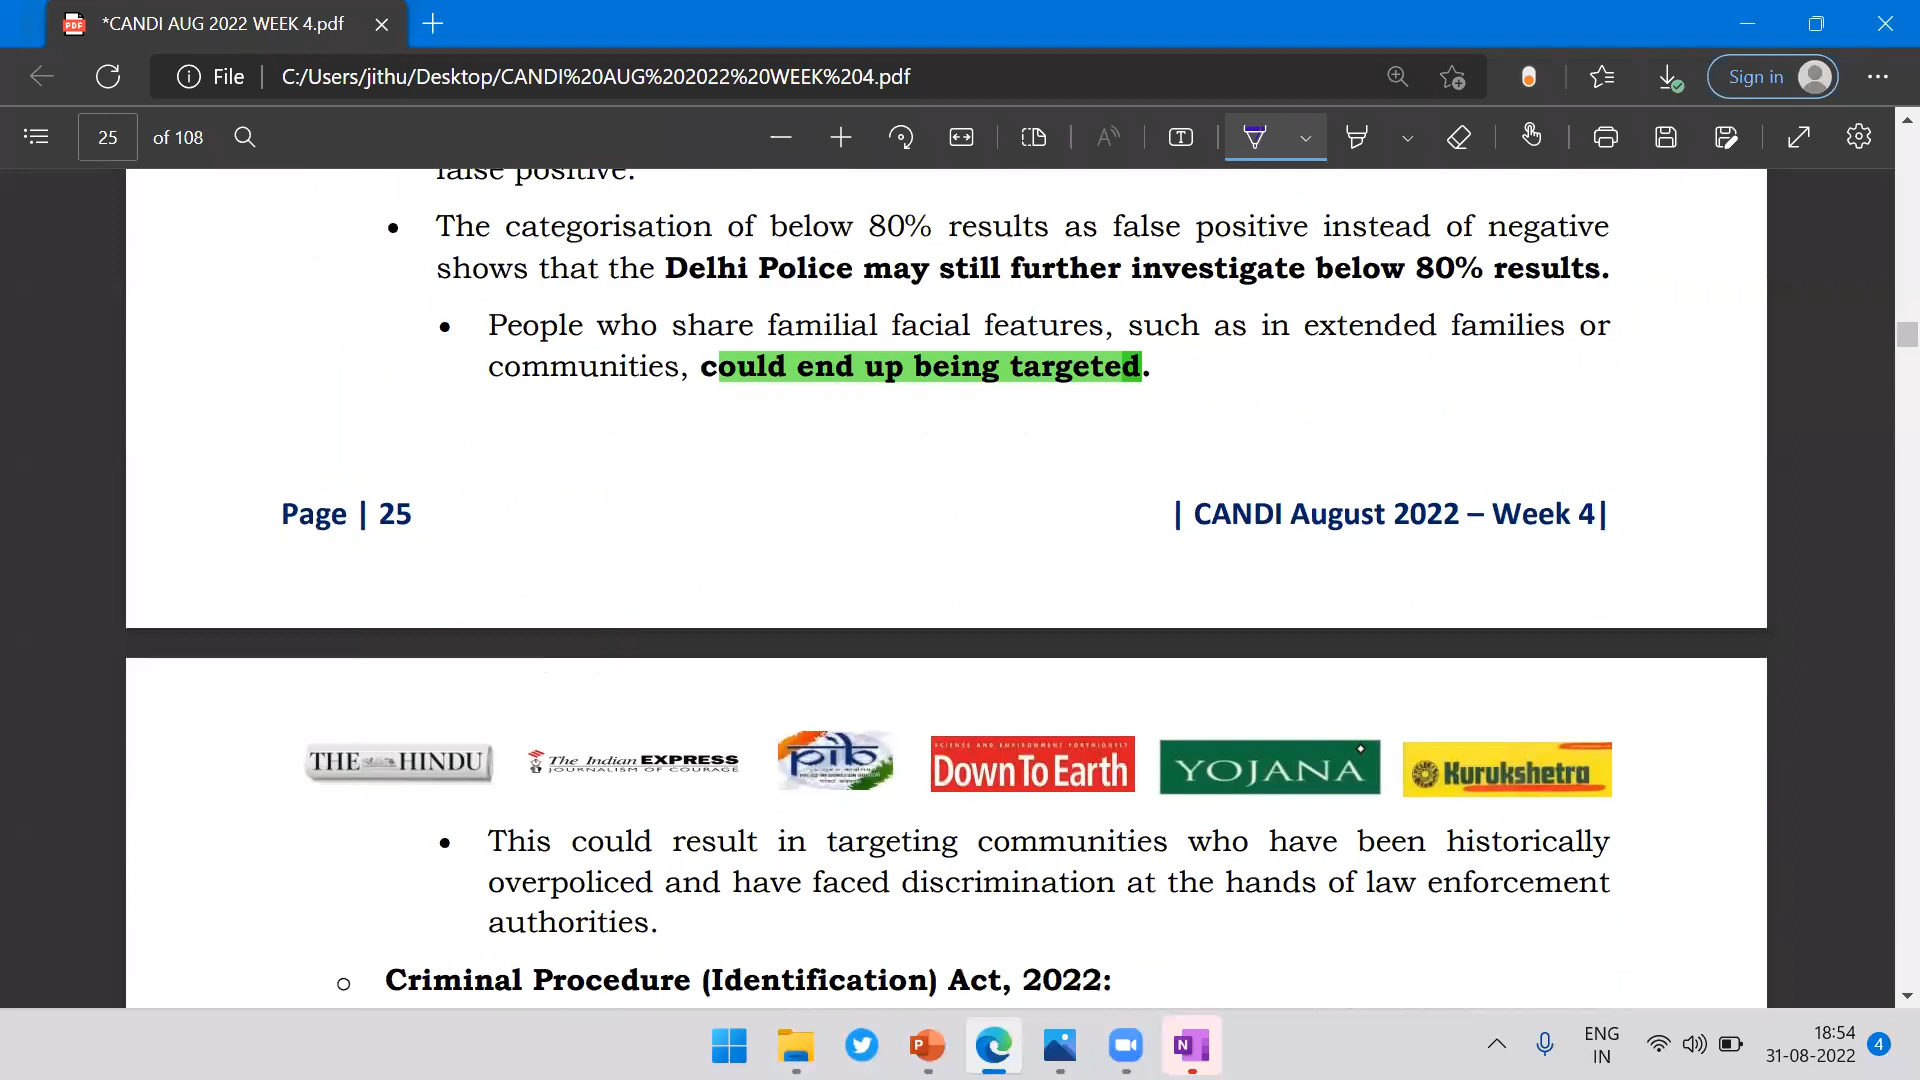 *CANDI AUG 2022 WEEK 4.pdf
File
C:/Users/jithu/Desktop/CANDI%20AUG%202022%20WEEK%204.pdf
Sign in
25 of 108
false positive.
• The categorisation of below 80% results as false positive instead of negative
shows that the Delhi Police may still further investigate below 80% results.
• People who share familial facial features, such as in extended families or
communities, could end up being targeted.
Page | 25
| CANDI August 2022 – Week 4|
THE HINDU
The Indian EXPRESS
JOURNALISM OF COURAGE
pib
SCIENCE AND ENVIRONMENT FORTNIGHTLY
Down To Earth
YOJANA
Kurukshetra
• This could result in targeting communities who have been historically
overpoliced and have faced discrimination at the hands of law enforcement
authorities.
o Criminal Procedure (Identification) Act, 2022:
ENG
IN
18:54
31-08-2022
4